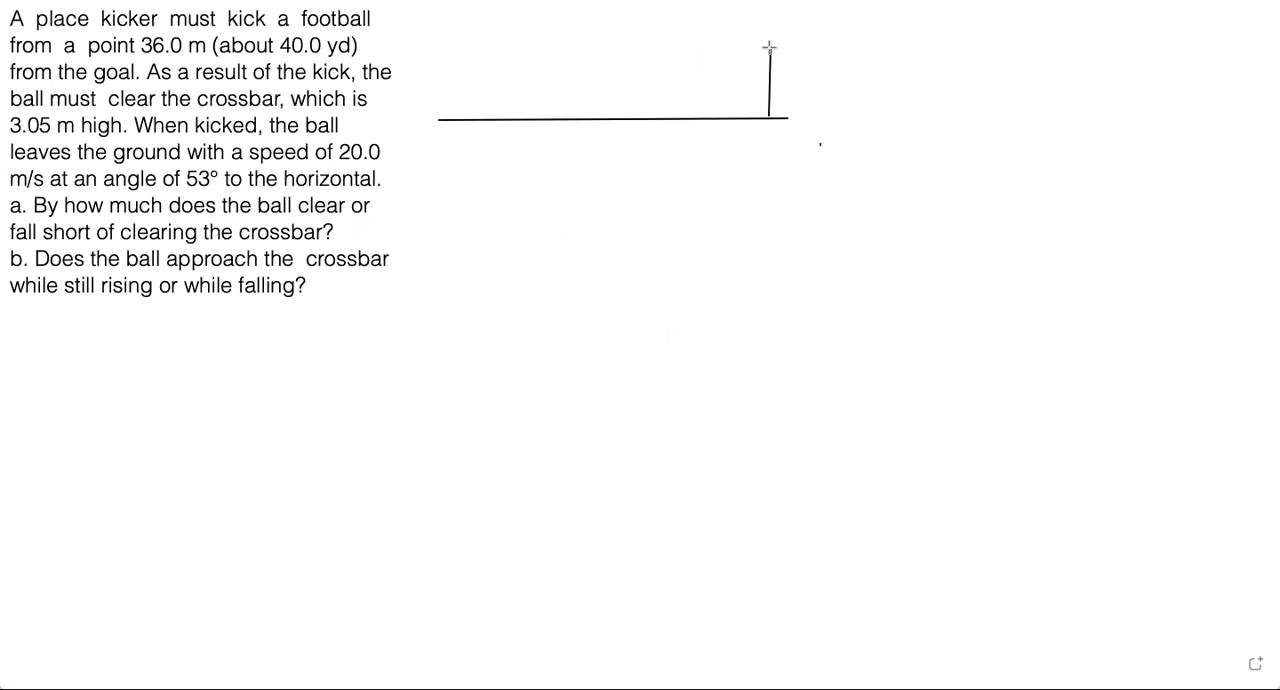 A place kicker must kick a football
from a point 36.0 m (about 40.0 yd)
from the goal. As a result of the kick, the
ball must clear the crossbar, which is
3.05 m high. When kicked, the ball
leaves the ground with a speed of 20.0
m/s at an angle of 53º to the horizontal.
a. By how much does the ball clear or
fall short of clearing the crossbar?
b. Does the ball approach the crossbar
while still rising or while falling?